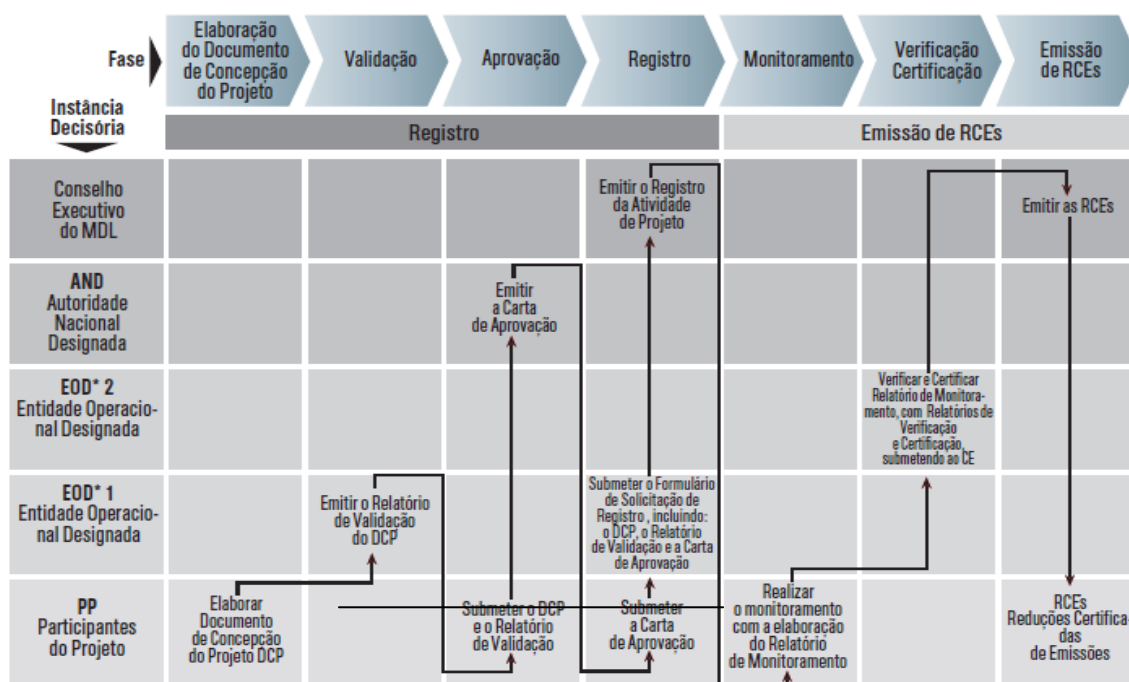 Fase
Elaboração
do Documento
de Concepção
do Projeto
Validação
Aprovação
Registro
Monitoramento
Verificação
Certificação
Emissão
de RCEs
Instância
Decisória
Registro
Emissão de RCEs
Conselho
Executivo
do MDL
Emitir o Registro
da Atividade
de Projeto
Emitir as RCEs
AND
Autoridade
Nacional
Designada
Emitir
a Carta
de Aprovação
EOD* 2
Entidade Operacio-
nal Designada
Verificar e Certificar
Relatório de Monitora-
mento, com Relatórios de
Verificação
e Certificação,
submetendo ao CE
EOD* 1
Entidade Operacio-
nal Designada
Emitir o Relatório
de Validação
do DCP
Submeter o Formulário
de Solicitação de
Registro , incluindo:
o DCP, o Relatório
de Validação e a Carta
de Aprovação
PP
Participantes
do Projeto
Elaborar
Documento
de Concepção
do Projeto DCP
Submeter o DCP
e o Relatório
de Validação
Submeter
a Carta
de Aprovação
Realizar
o monitoramento
com a elaboração
do Relatório
de Monitoramento
RCEs
Reduções Certifica-
das
de Emissões